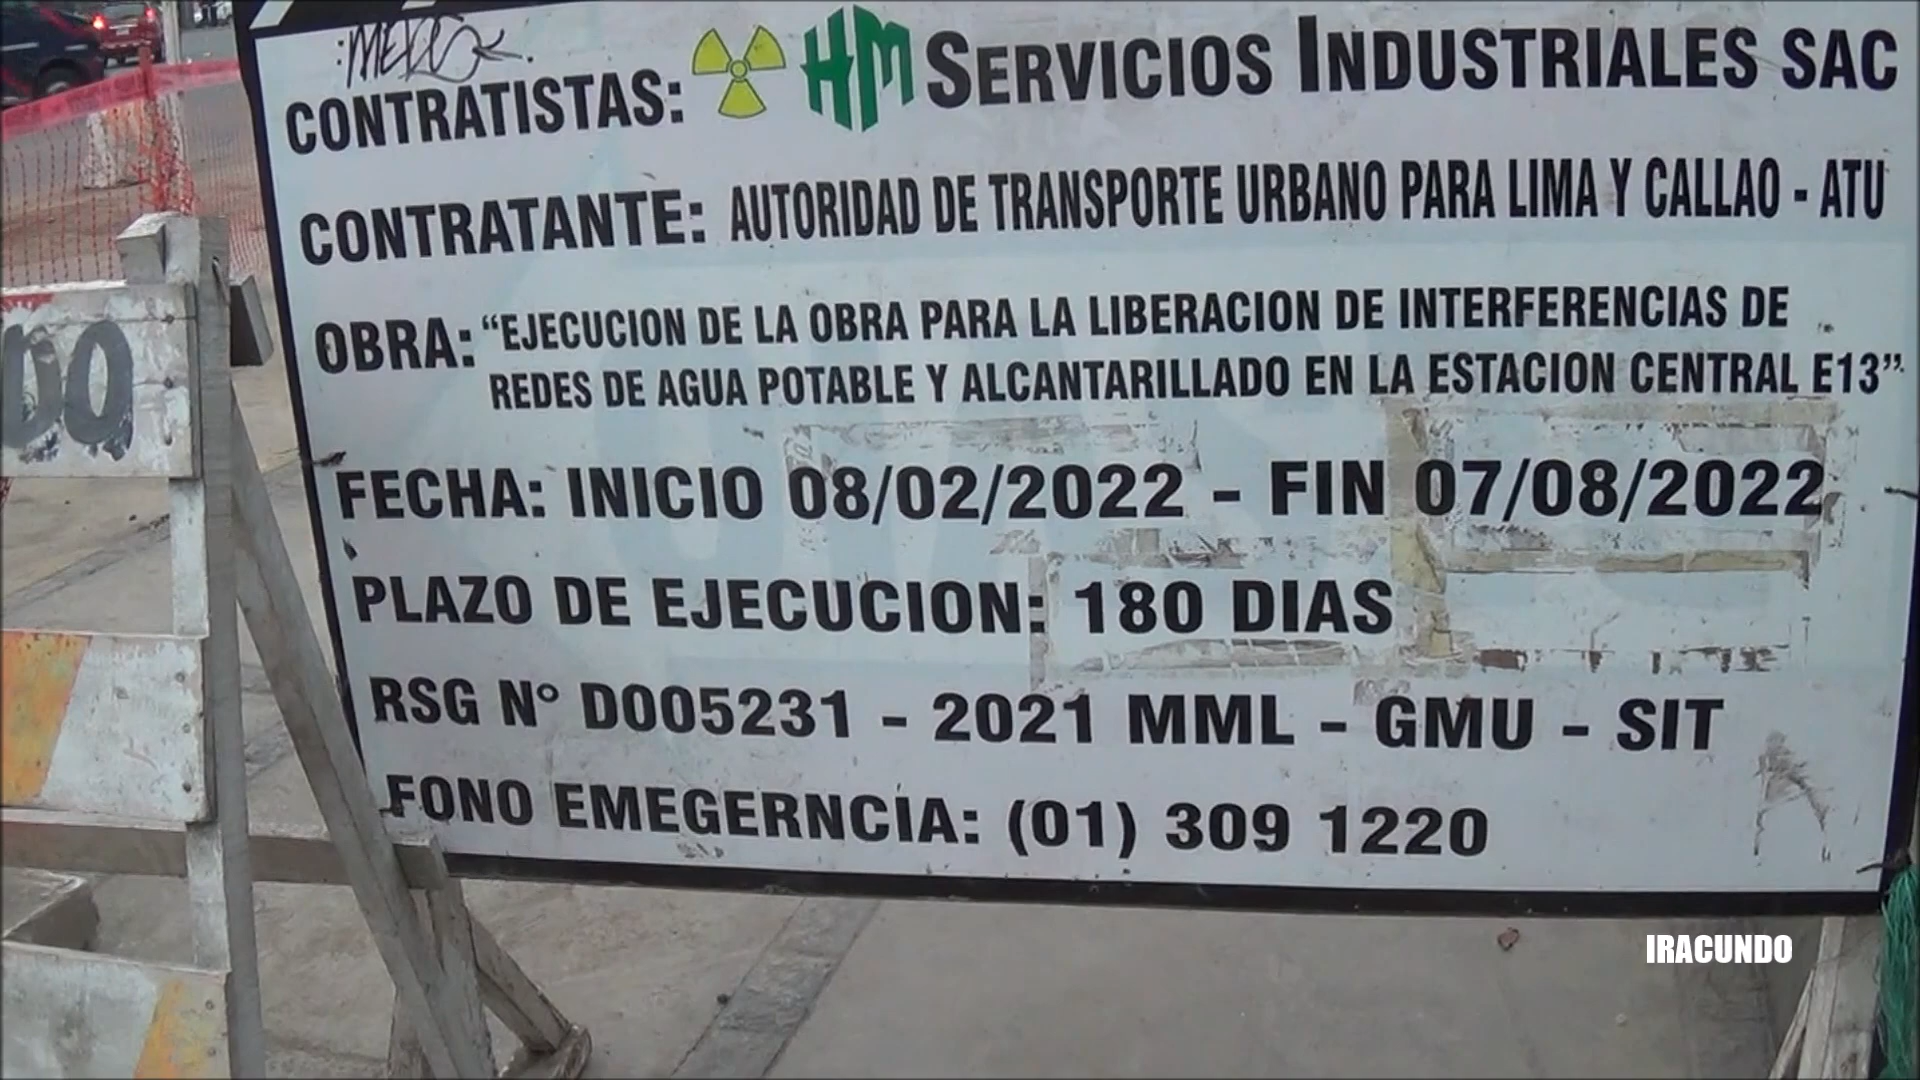 CONTRATISTAS: HM SERVICIOS INDUSTRIALES SAC
CONTRATANTE: AUTORIDAD DE TRANSPORTE URBANO PARA LIMA Y CALLAO - ATU
OBRA: “EJECUCION DE LA OBRA PARA LA LIBERACION DE INTERFERENCIAS DE
REDES DE AGUA POTABLE Y ALCANTARILLADO EN LA ESTACION CENTRAL E13”
FECHA: INICIO 08/02/2022 - FIN 07/08/2022
PLAZO DE EJECUCION: 180 DIAS
RSG Nº D005231 - 2021 MML - GMU - SIT
FONO EMEGERNCIA: (01) 309 1220
IRACUNDO